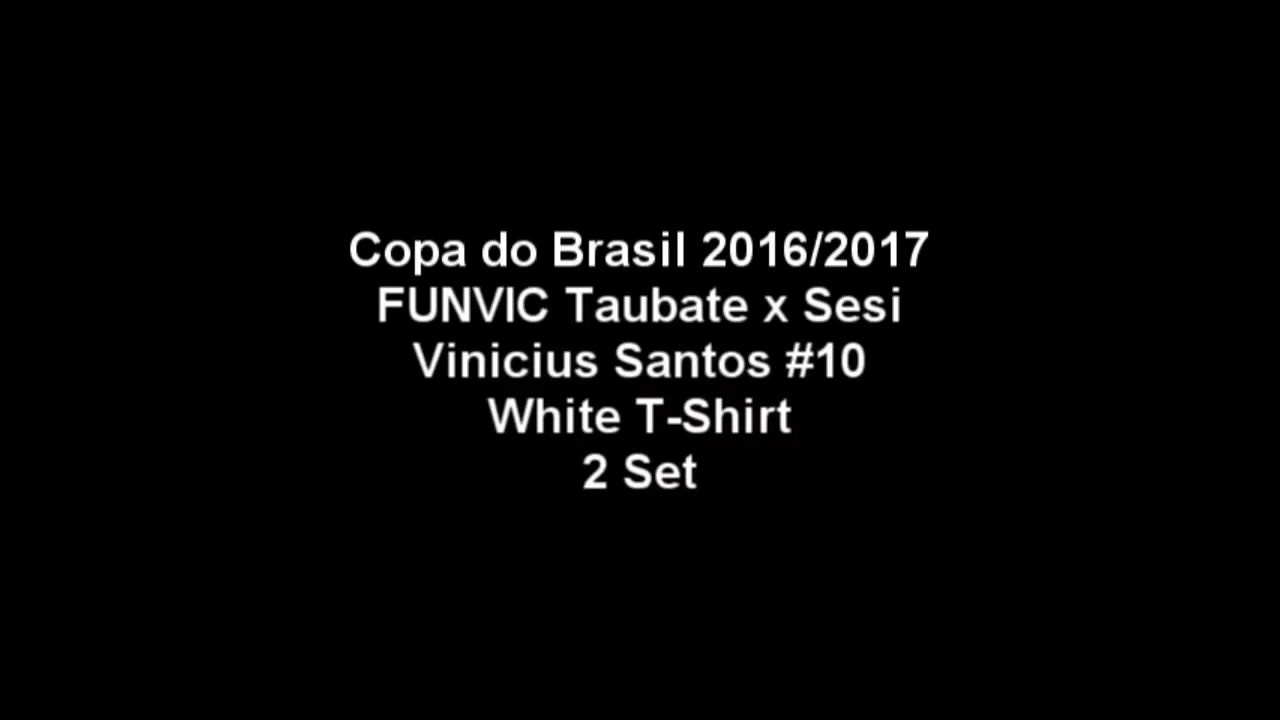 Copa do Brasil 2016/2017
FUNVIC Taubate x Sesi
Vinicius Santos #10
White T-Shirt
2 Set